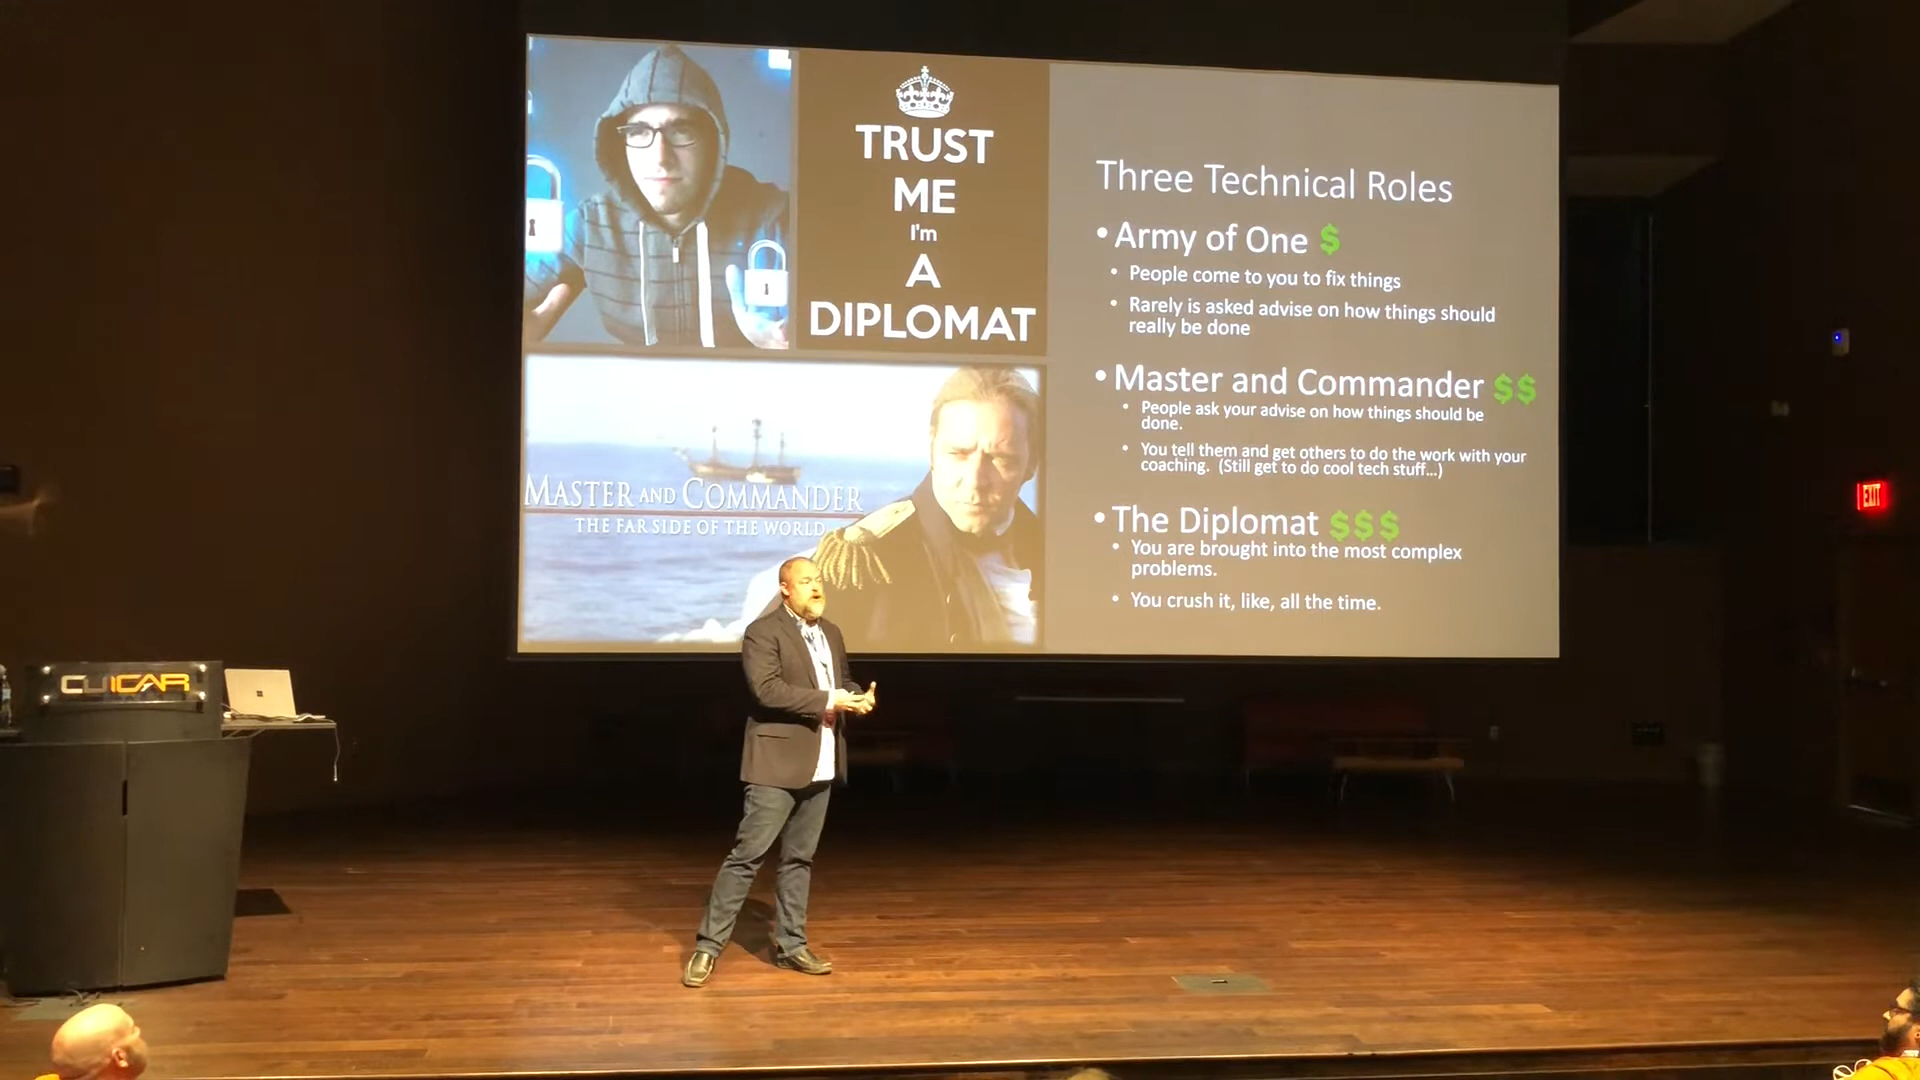 TRUST
ME
I'm
A
DIPLOMAT
MASTER AND COMMANDER
THE FAR SIDE OF THE WORLD
Three Technical Roles
• Army of One $
• People come to you to fix things
• Rarely is asked advise on how things should
really be done
• Master and Commander $$
• People ask your advise on how things should be
done.
• You tell them and get others to do the work with your
coaching. (Still get to do cool tech stuff...)
• The Diplomat $$$
• You are brought into the most complex
problems.
• You crush it, like, all the time.
CUICAR
EXIT